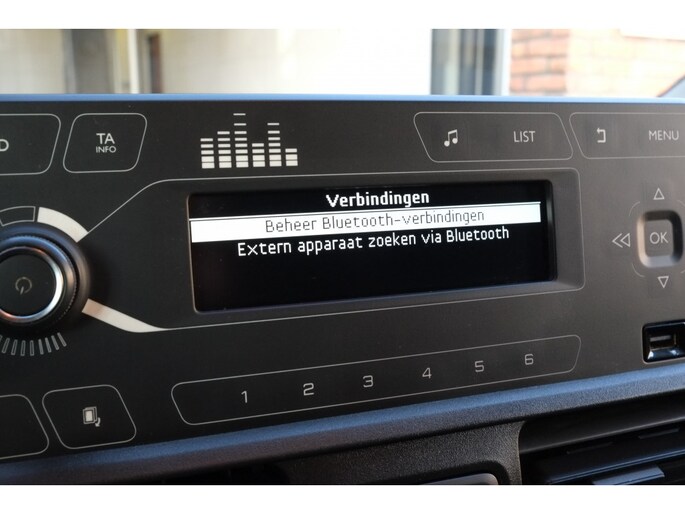 D
TA
INFO
LIST
MENU
Verbindingen
Beheer Bluetooth-verbindingen
Extern apparaat zoeken via Bluetooth
OK
1 2 3 4 5 6